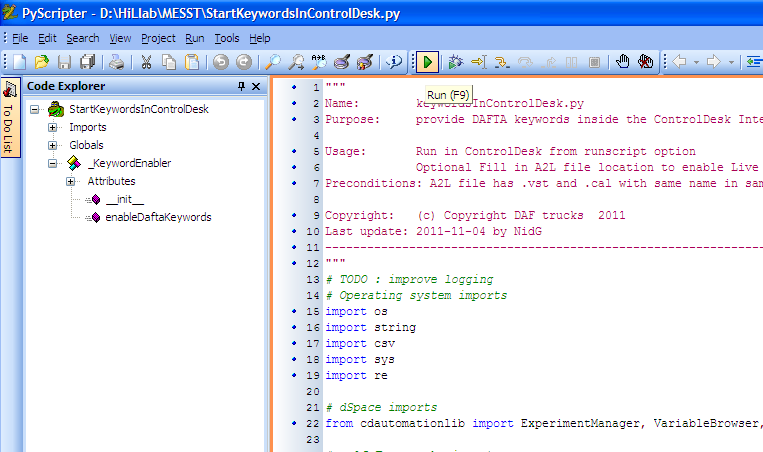 PyScripter - D:\HiLlab\MESST\StartKeywordsInControlDesk.py
File Edit Search View Project Run Tools Help
To Do List
Code Explorer
StartKeywordsInControlDesk
Imports
Globals
_KeywordEnabler
Attributes
__init__
enableDaftaKeywords
Run (F9)
1 """
2 Name: keywordsInControlDesk.py
3 Purpose: provide DAFTA keywords inside the ControlDesk Inte
4
5 Usage: Run in ControlDesk from runscript option
6 Optional Fill in A2L file location to enable Live
7 Preconditions: A2L file has .vst and .cal with same name in sam
8
9 Copyright: (c) Copyright DAF trucks 2011
10 Last update: 2011-11-04 by NidG
11 ------------------------------------------------------------------
12 """
13 # TODO : improve logging
14 # Operating system imports
15 import os
16 import string
17 import csv
18 import sys
19 import re
20
21 # dSpace imports
22 from cdautomationlib import ExperimentManager, VariableBrowser,
23